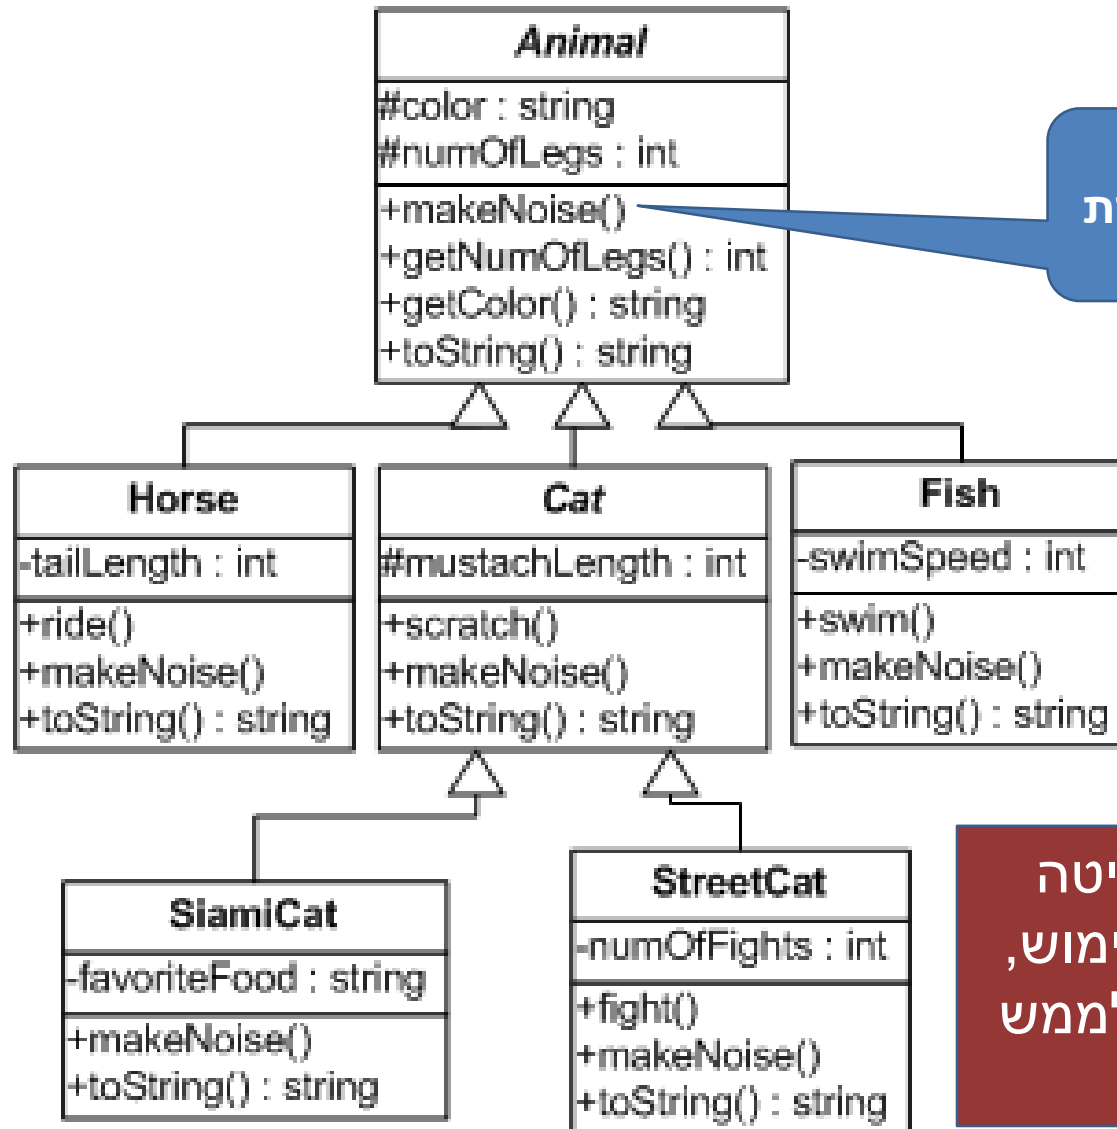 Animal
#color : string
#numOfLegs : int
+makeNoise()
+getNumOfLegs() : int
+getColor() : string
+toString() : string
Horse
-tailLength : int
+ride()
+makeNoise()
+toString() : string
Cat
#mustachLength : int
+scratch()
+makeNoise()
+toString() : string
Fish
-swimSpeed : int
+swim()
+makeNoise()
+toString() : string
SiamiCat
-favoriteFood : string
+makeNoise()
+toString() : string
StreetCat
-numOfFights : int
+fight()
+makeNoise()
+toString() : string